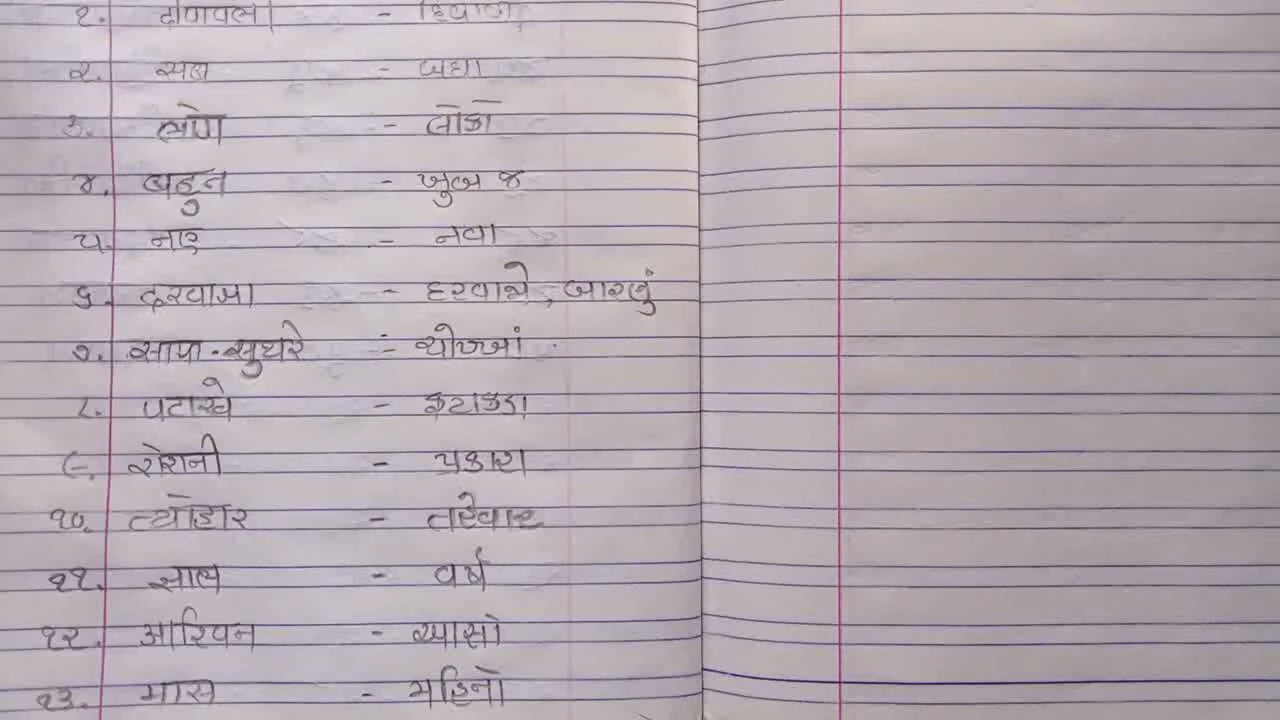 १. दीपावली - દિવાળી
२. सब - બધા
३. लोग - લોકો
४. बहुत - ખુબ જ
५. नए - નવા
६. दरवाजा - દરવાજો, બારણું
७. साफ-सुथरे - ચોખ્ખાં
८. पटाखे - ફટાકડા
९. रोशनी - પ્રકાશ
१०. त्योहार - તહેવાર
११. साल - વર્ષ
१२. आश्विन - આસો
१३. मास - મહિનો